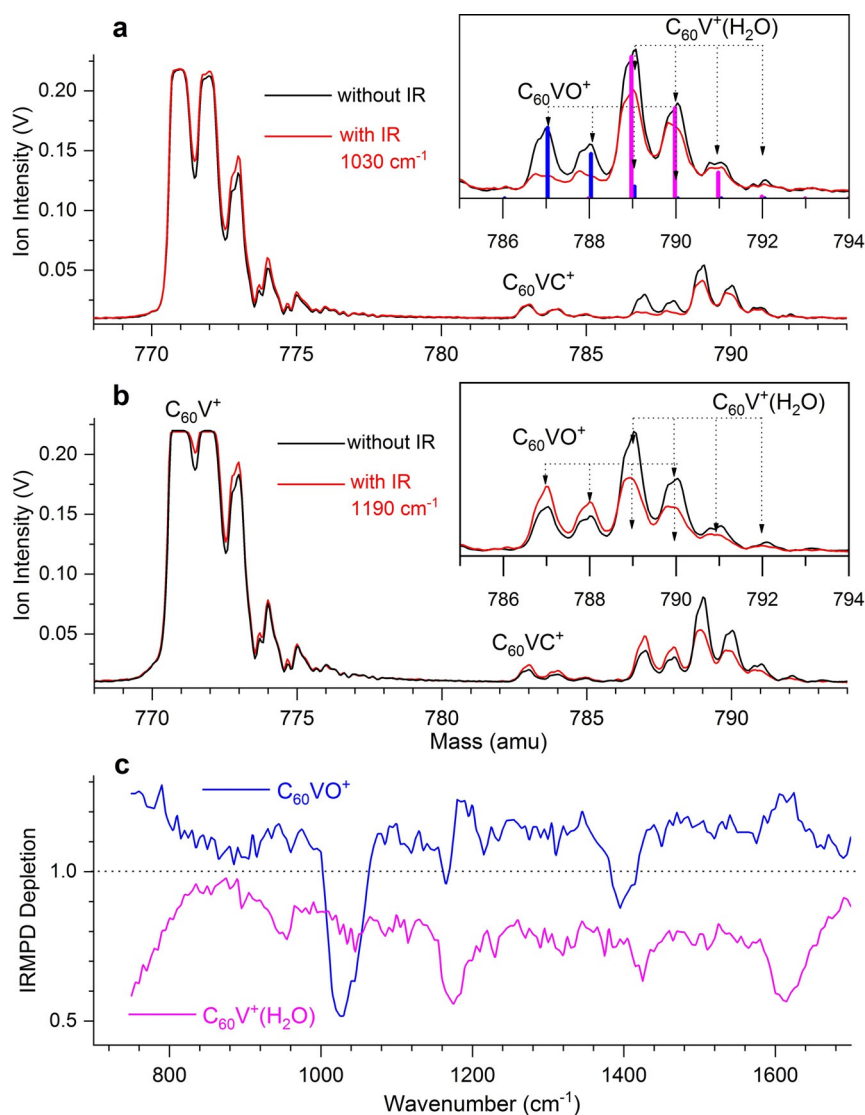 a
C₆₀V⁺(H₂O)
C₆₀VO⁺
without IR
with IR
1030 cm⁻¹
Ion Intensity (V)
0.20
0.15
0.10
0.05
786 788 790 792 794
C₆₀VC⁺
770 775 780 785 790
b
C₆₀V⁺
C₆₀V⁺(H₂O)
C₆₀VO⁺
without IR
with IR
1190 cm⁻¹
Ion Intensity (V)
0.20
0.15
0.10
0.05
786 788 790 792 794
C₆₀VC⁺
770 775 780 785 790
Mass (amu)
c
C₆₀VO⁺
IRMPD Depletion
1.0
0.5
C₆₀V⁺(H₂O)
800 1000 1200 1400 1600
Wavenumber (cm⁻¹)